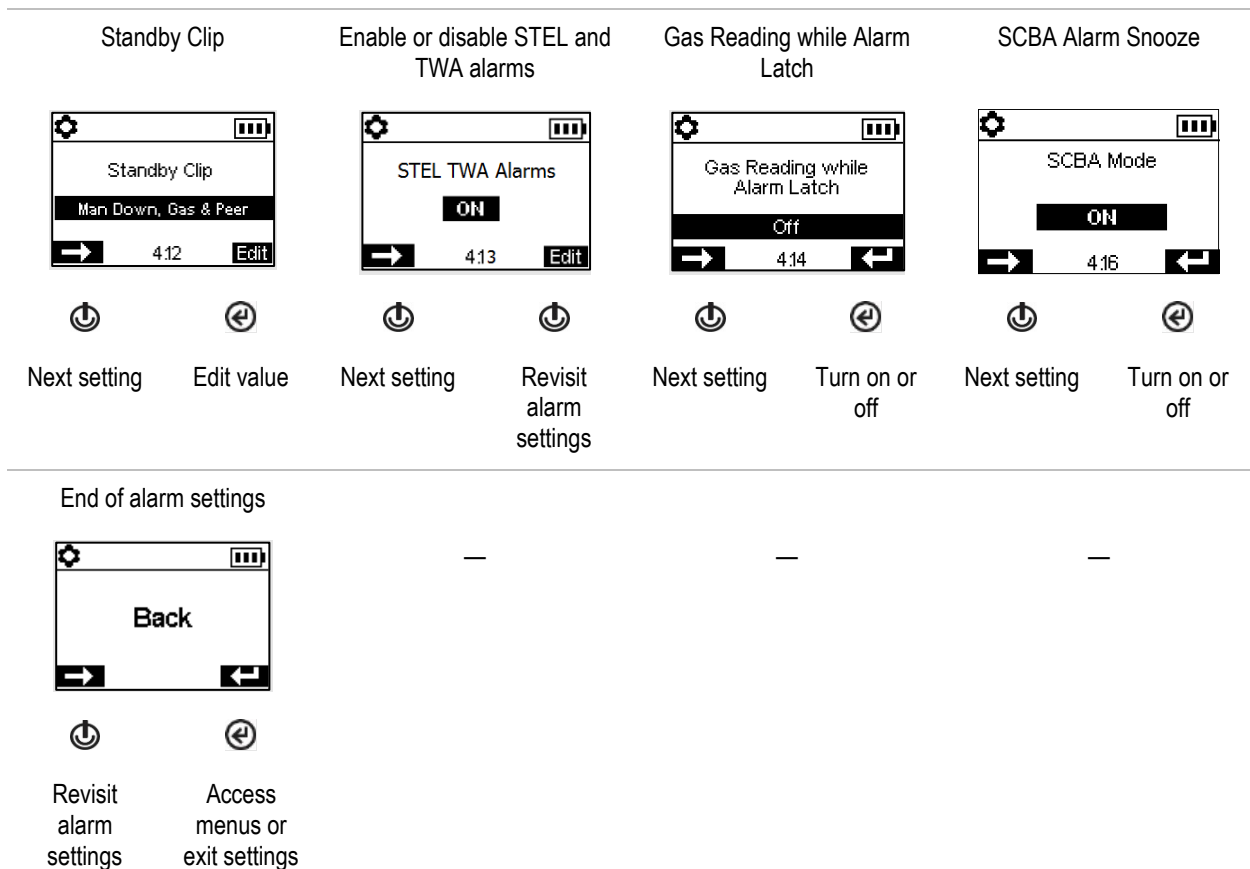 Standby Clip
Enable or disable STEL and
TWA alarms
Gas Reading while Alarm
Latch
SCBA Alarm Snooze
Standby Clip
Man Down, Gas & Peer
4.12
Edit
STEL TWA Alarms
ON
4.13
Edit
Gas Reading while
Alarm Latch
Off
4.14
SCBA Mode
ON
4.16
Next setting
Edit value
Next setting
Revisit
alarm
settings
Next setting
Turn on or
off
Next setting
Turn on or
off
End of alarm settings
—
—
—
Back
Revisit
alarm
settings
Access
menus or
exit settings